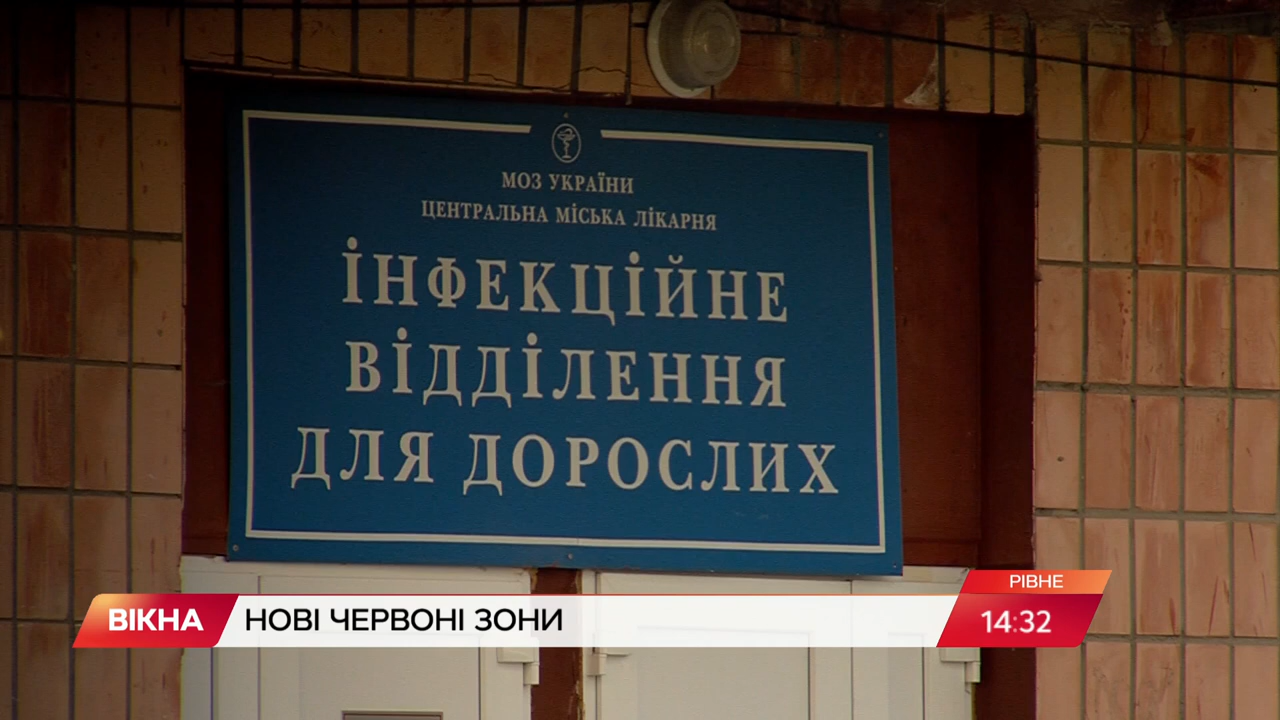 МОЗ УКРАЇНИ
ЦЕНТРАЛЬНА МІСЬКА ЛІКАРНЯ
ІНФЕКЦІЙНЕ
ВІДДІЛЕННЯ
ДЛЯ ДОРОСЛИХ
РІВНЕ
ВІКНА НОВІ ЧЕРВОНІ ЗОНИ 14:32